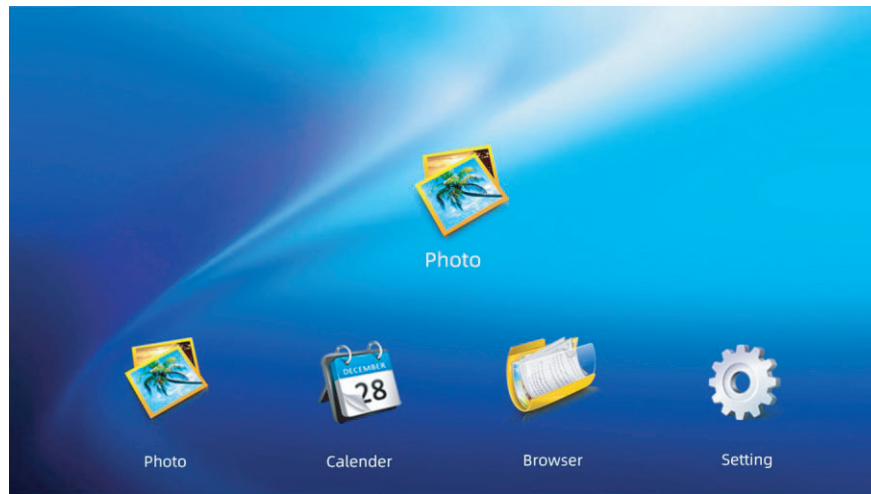 Photo
DECEMBER
28
Photo
Calender
Browser
Setting